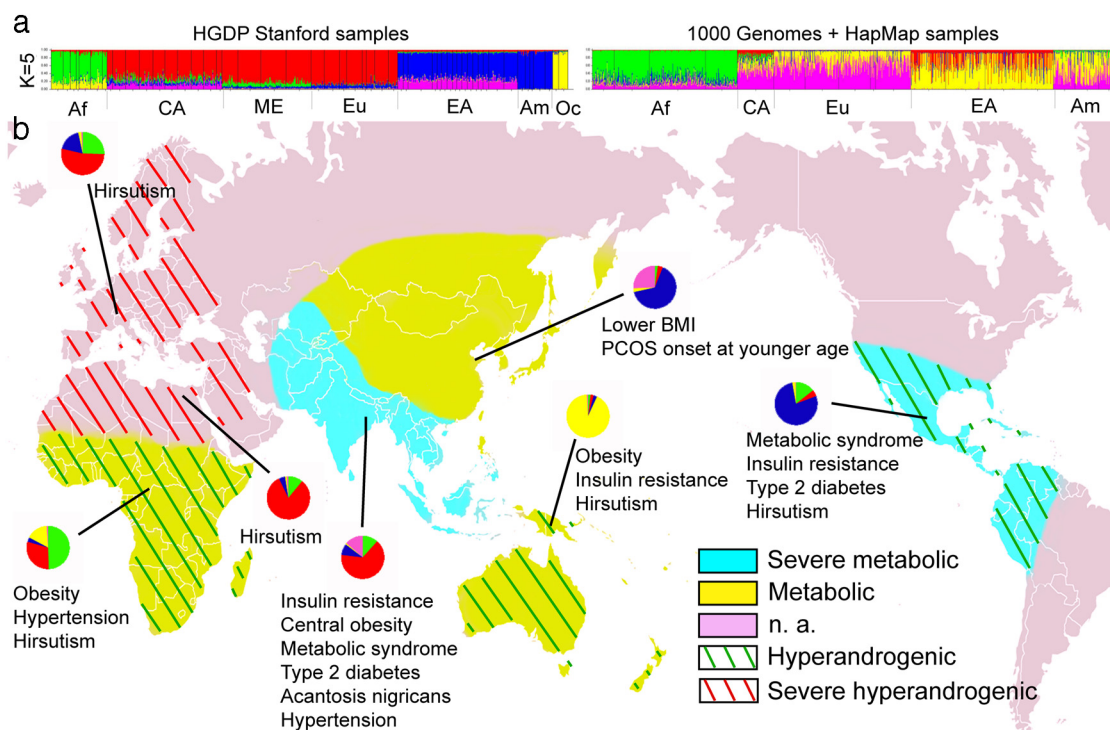 a
HGDP Stanford samples
1000 Genomes + HapMap samples
K=5
Af CA ME Eu EA Am Oc
Af CA Eu EA Am
b
Hirsutism
Lower BMI
PCOS onset at younger age
Obesity
Insulin resistance
Hirsutism
Metabolic syndrome
Insulin resistance
Type 2 diabetes
Hirsutism
Hirsutism
Obesity
Hypertension
Hirsutism
Insulin resistance
Central obesity
Metabolic syndrome
Type 2 diabetes
Acantosis nigricans
Hypertension
Severe metabolic
Metabolic
n. a.
Hyperandrogenic
Severe hyperandrogenic